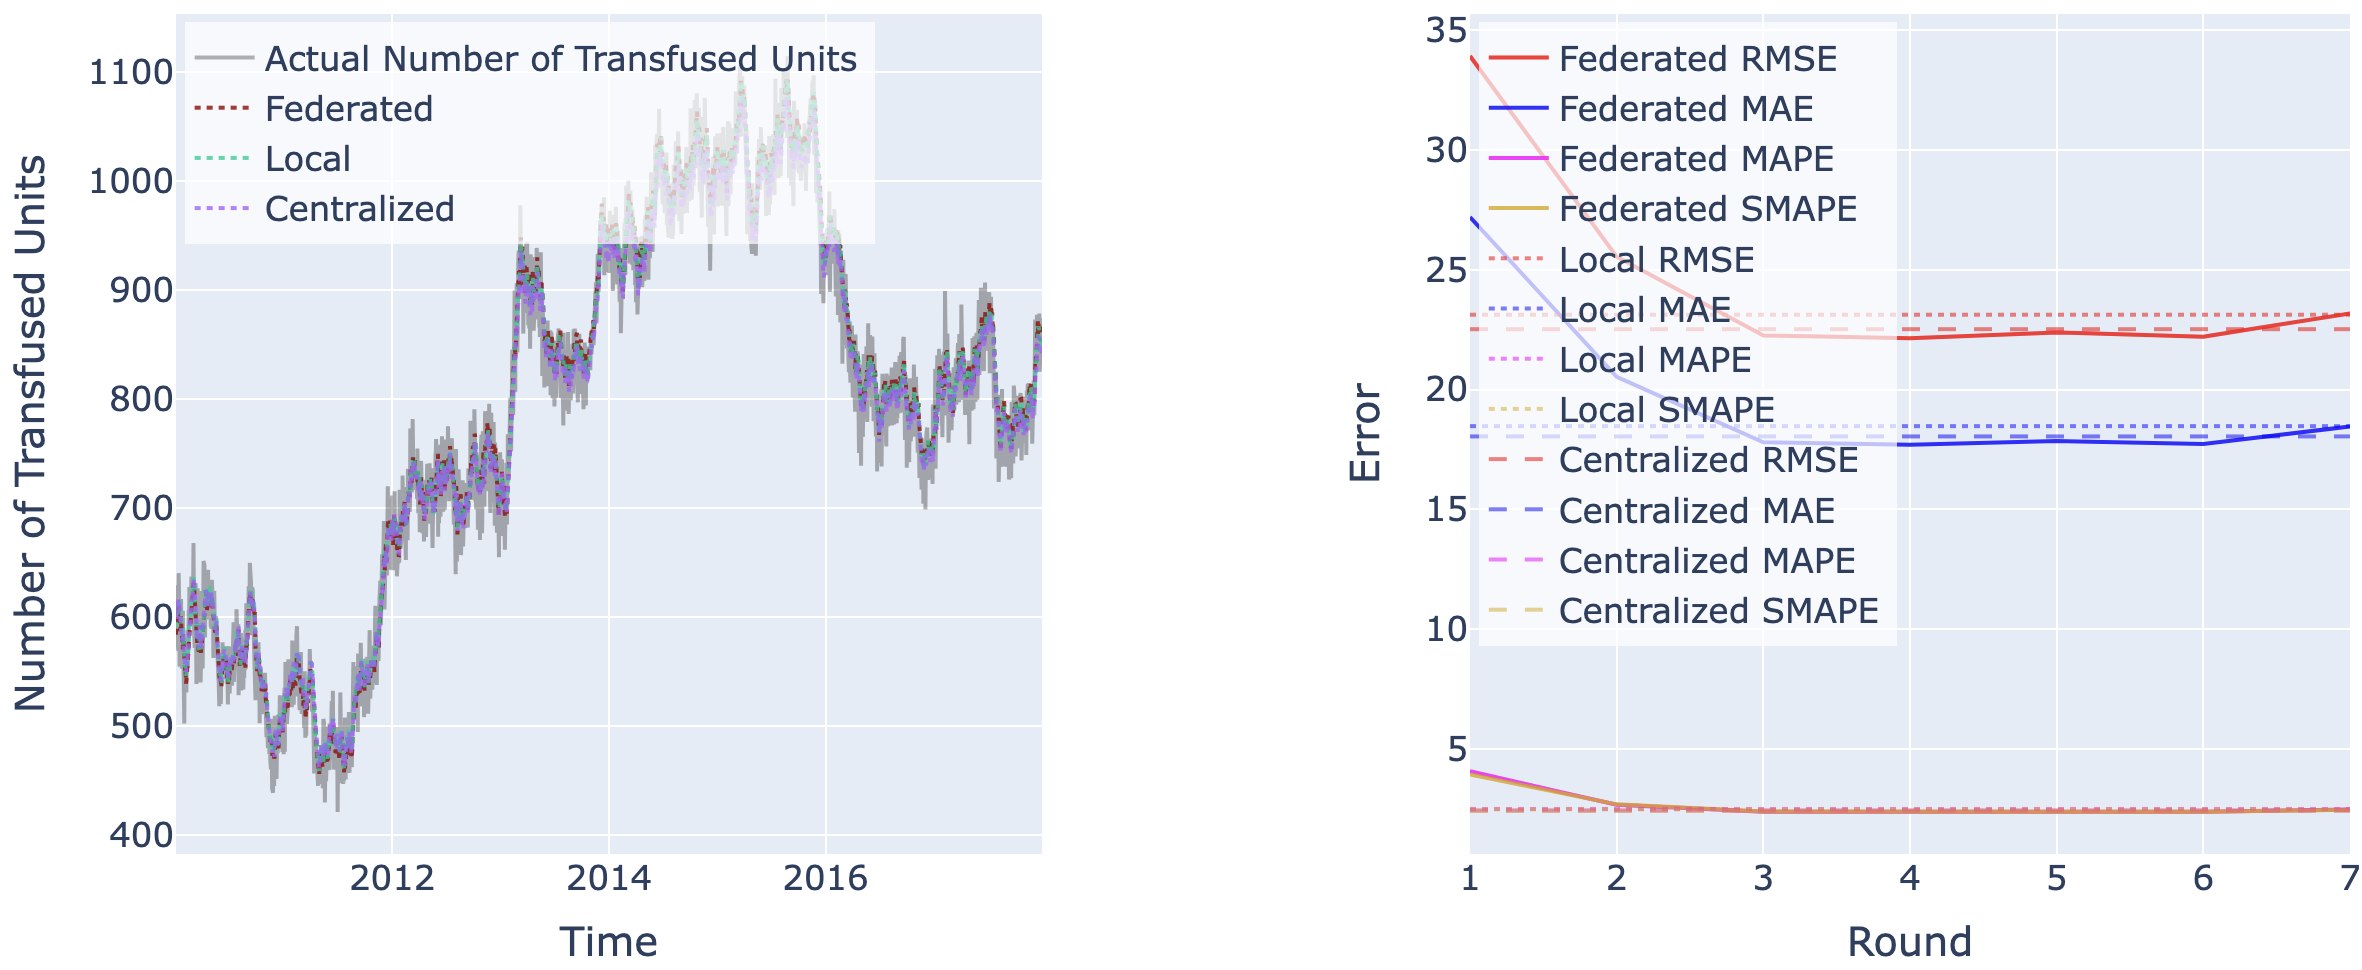 Number of Transfused Units
1100
1000
900
800
700
600
500
400
Actual Number of Transfused Units
Federated
Local
Centralized
2012
2014
2016
Time
Error
35
30
25
20
15
10
5
Federated RMSE
Federated MAE
Federated MAPE
Federated SMAPE
Local RMSE
Local MAE
Local MAPE
Local SMAPE
Centralized RMSE
Centralized MAE
Centralized MAPE
Centralized SMAPE
1
2
3
4
5
6
7
Round